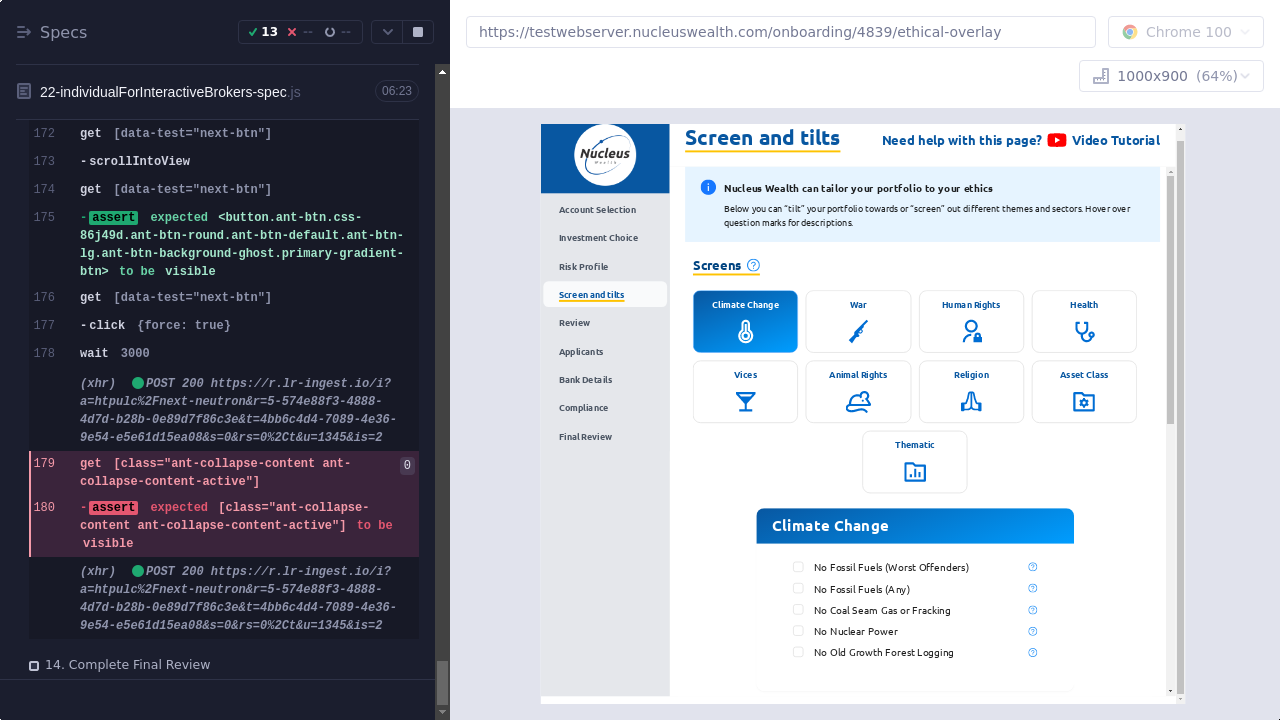 Specs
13
--
--
https://testwebserver.nucleuswealth.com/onboarding/4839/ethical-overlay
Chrome 100
1000x900 (64%)
22-individualForInteractiveBrokers-spec.js
06:23
172 get [data-test="next-btn"]
173 -scrollIntoView
174 get [data-test="next-btn"]
175 -assert expected <button.ant-btn.css-
86j49d.ant-btn-round.ant-btn-default.ant-btn-
lg.ant-btn-background-ghost.primary-gradient-
btn> to be visible
176 get [data-test="next-btn"]
177 -click {force: true}
178 wait 3000
(xhr) POST 200 https://r.lr-ingest.io/i?
a=htpulc%2Fnext-neutron&r=5-574e88f3-4888-
4d7d-b28b-0e89d7f86c3e&t=4bb6c4d4-7089-4e36-
9e54-e5e61d15ea08&s=0&rs=0%2Ct&u=1345&is=2
179 get [class="ant-collapse-content ant-
collapse-content-active"]
0
180 -assert expected [class="ant-collapse-
content ant-collapse-content-active"] to be
visible
(xhr) POST 200 https://r.lr-ingest.io/i?
a=htpulc%2Fnext-neutron&r=5-574e88f3-4888-
4d7d-b28b-0e89d7f86c3e&t=4bb6c4d4-7089-4e36-
9e54-e5e61d15ea08&s=0&rs=0%2Ct&u=1345&is=2
14. Complete Final Review
Nucleus
Wealth
Account Selection
Investment Choice
Risk Profile
Screen and tilts
Review
Applicants
Bank Details
Compliance
Final Review
Screen and tilts
Need help with this page? Video Tutorial
Nucleus Wealth can tailor your portfolio to your ethics
Below you can “tilt” your portfolio towards or “screen” out different themes and sectors. Hover over
question marks for descriptions.
Screens
Climate Change
War
Human Rights
Health
Vices
Animal Rights
Religion
Asset Class
Thematic
Climate Change
No Fossil Fuels (Worst Offenders)
No Fossil Fuels (Any)
No Coal Seam Gas or Fracking
No Nuclear Power
No Old Growth Forest Logging